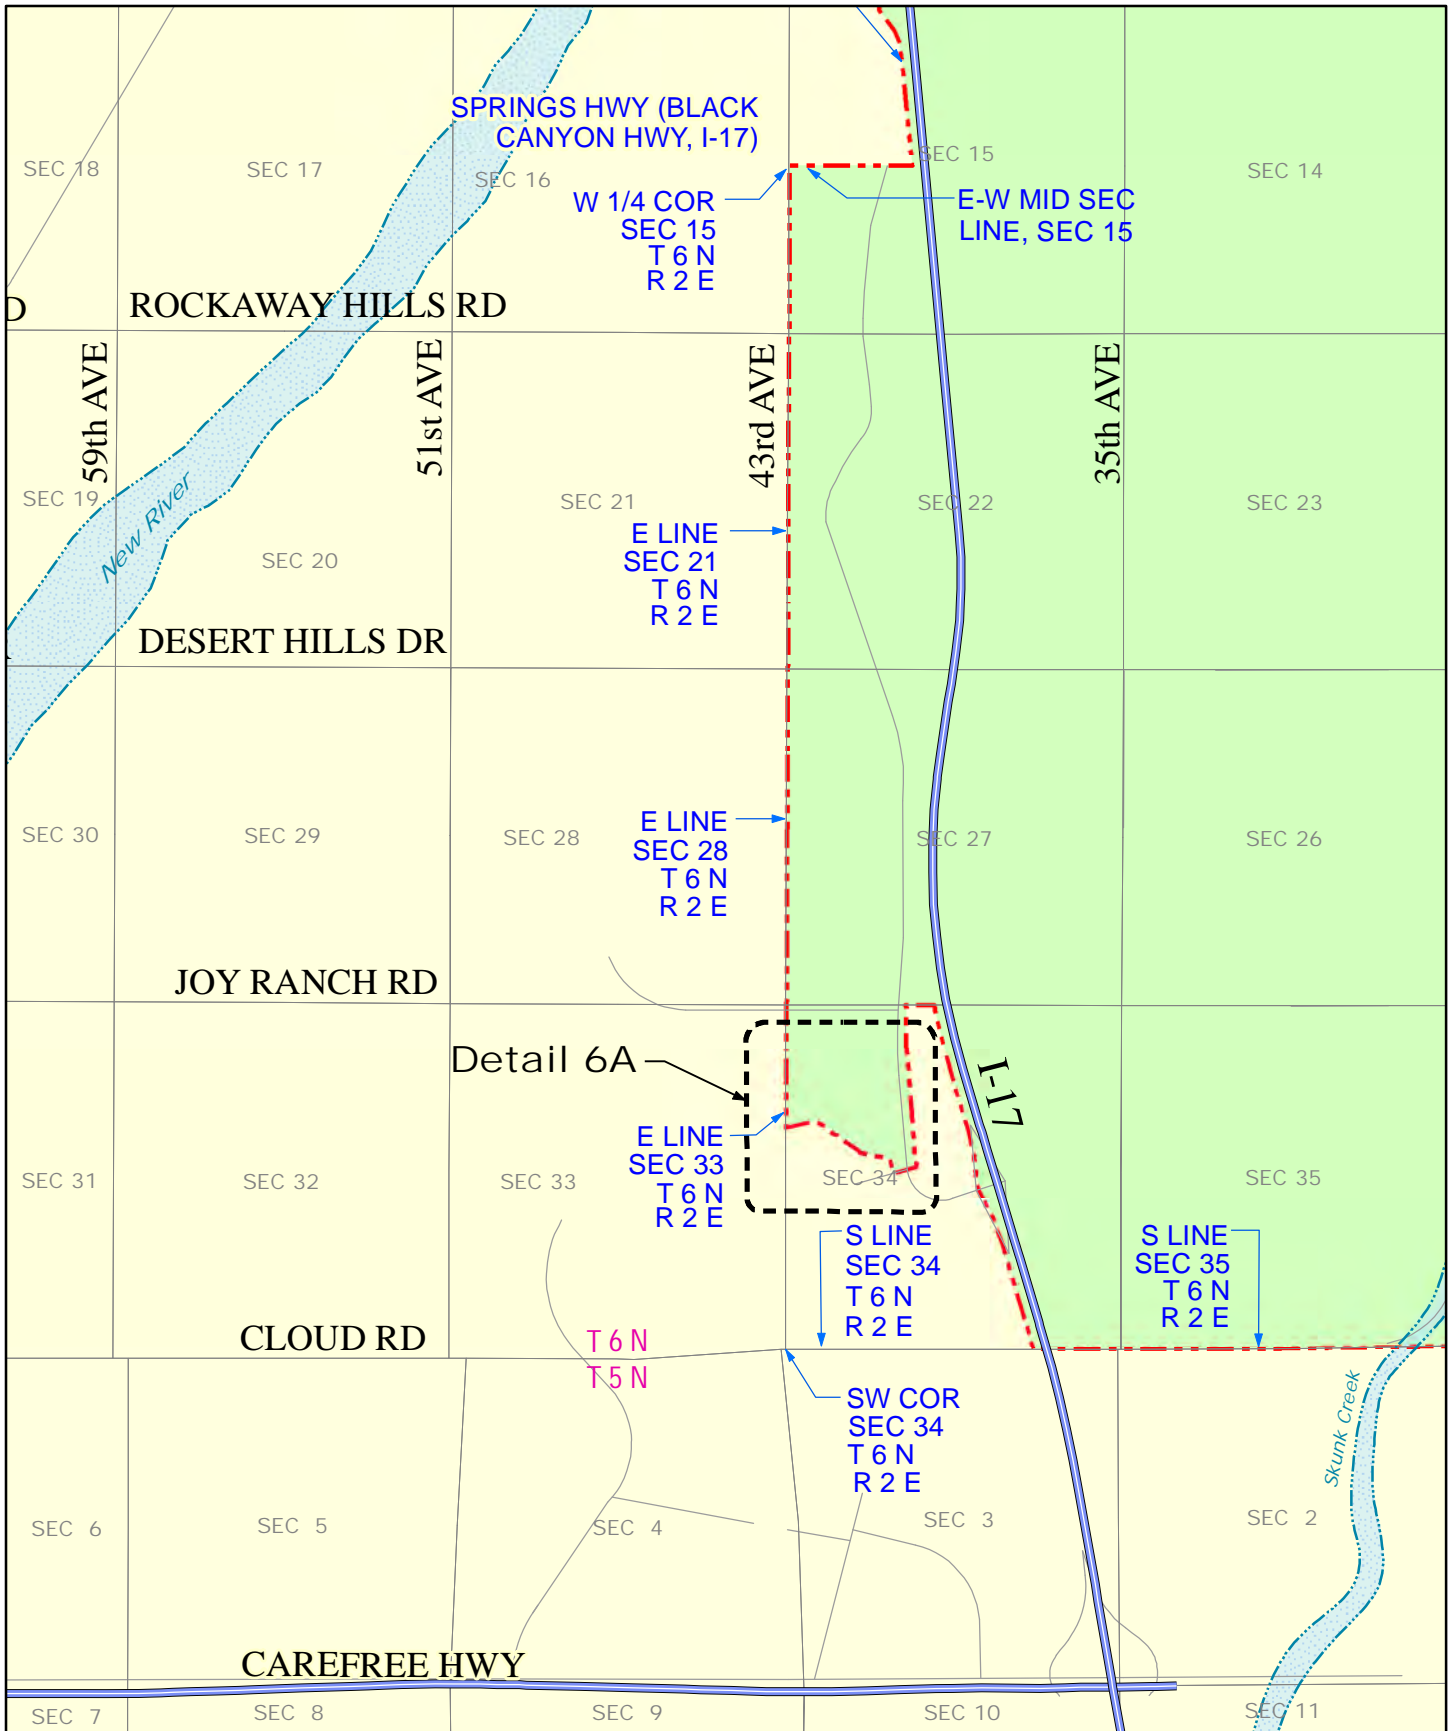 SPRINGS HWY (BLACK
CANYON HWY, I-17)
SEC 18
SEC 17
SEC 16
SEC 15
SEC 14
W 1/4 COR
SEC 15
T 6 N
R 2 E
E-W MID SEC
LINE, SEC 15
D
ROCKAWAY HILLS RD
59th AVE
51st AVE
43rd AVE
35th AVE
SEC 19
New River
SEC 20
SEC 21
SEC 22
SEC 23
E LINE
SEC 21
T 6 N
R 2 E
DESERT HILLS DR
SEC 30
SEC 29
SEC 28
SEC 27
SEC 26
E LINE
SEC 28
T 6 N
R 2 E
JOY RANCH RD
Detail 6A
I-17
E LINE
SEC 33
T 6 N
R 2 E
SEC 31
SEC 32
SEC 33
SEC 34
SEC 35
S LINE
SEC 34
T 6 N
R 2 E
S LINE
SEC 35
T 6 N
R 2 E
CLOUD RD
T 6 N
T 5 N
SW COR
SEC 34
T 6 N
R 2 E
Skunk Creek
SEC 6
SEC 5
SEC 4
SEC 3
SEC 2
CAREFREE HWY
SEC 7
SEC 8
SEC 9
SEC 10
SEC 11